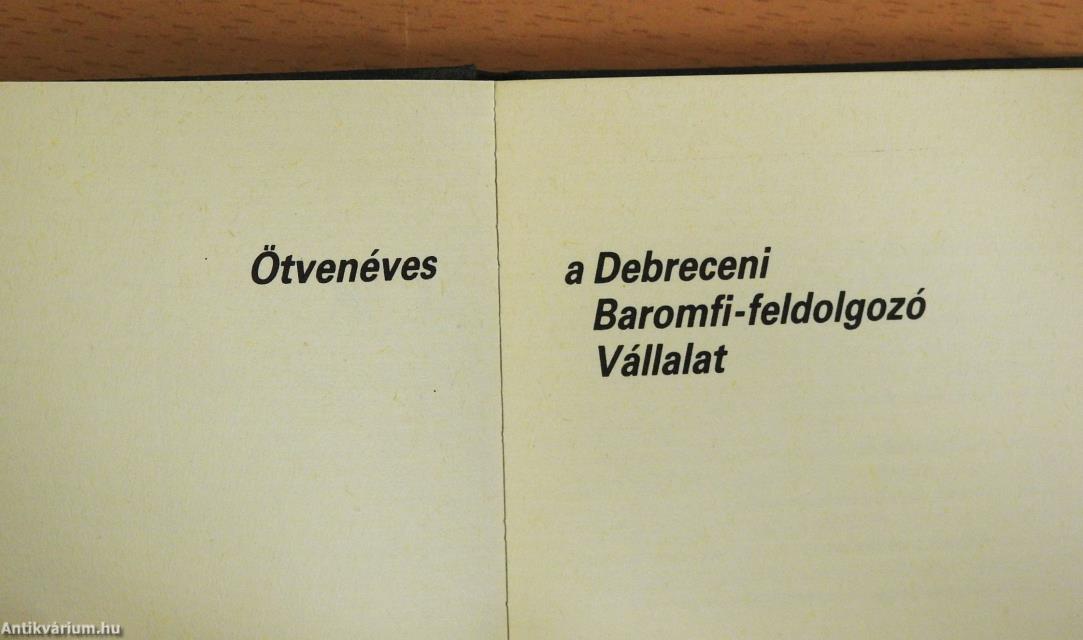 Ötvenéves
a Debreceni
Baromfi-feldolgozó
Vállalat
Antikvárium.hu